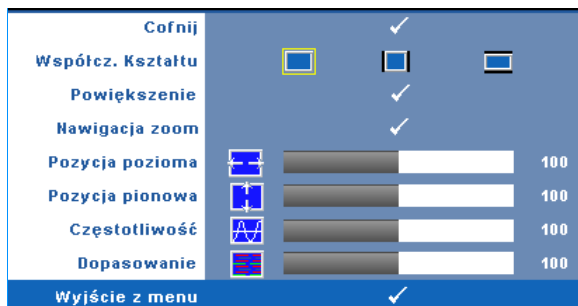 Cofnij
Współcz. Kształtu
Powiększenie
Nawigacja zoom
Pozycja pozioma 100
Pozycja pionowa 100
Częstotliwość 100
Dopasowanie 100
Wyjście z menu